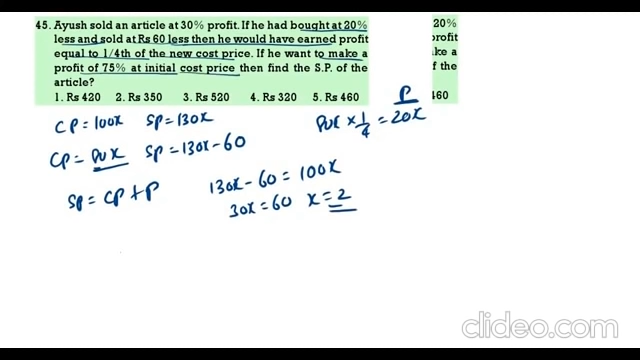 45. Ayush sold an article at 30% profit. If he had bought at 20%
less and sold at Rs 60 less then he would have earned profit
equal to 1/4th of the new cost price. If he want to make a
profit of 75% at initial cost price then find the S.P. of the
article?
1. Rs 420 2. Rs 350 3. Rs 520 4. Rs 320 5. Rs 460
20%
profit
ke a
f the
460
CP = 100x SP = 130x
CP = 80x SP = 130x - 60
SP = CP + P
80x × 1/4 = 20x
P
130x - 60 = 100x
30x = 60 x = 2
clideo.com